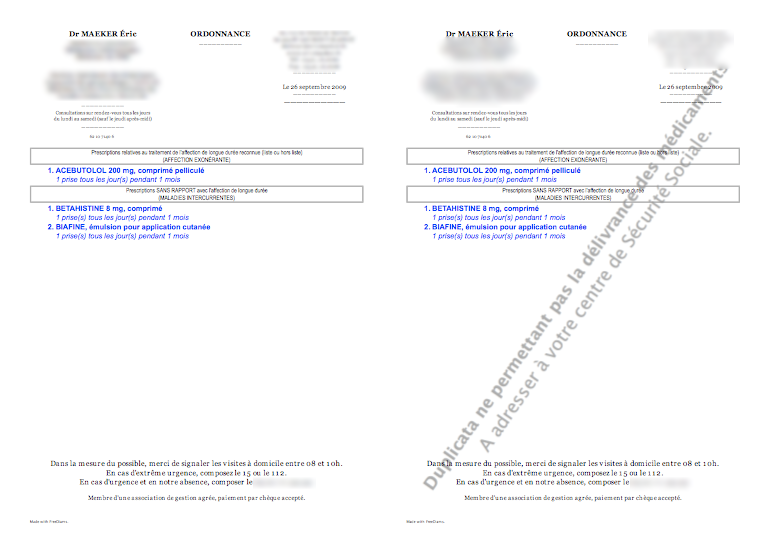 Dr MAEKER Éric
ORDONNANCE
Le 26 septembre 2009
Consultations sur rendez-vous tous les jours
du lundi au samedi (sauf le jeudi après-midi)
Prescriptions relatives au traitement de l'affection de longue durée reconnue (liste ou hors liste)
(AFFECTION EXONÉRANTE)
1. ACEBUTOLOL 200 mg, comprimé pelliculé
1 prise tous les jour(s) pendant 1 mois
Prescriptions SANS RAPPORT avec l'affection de longue durée
(MALADIES INTERCURRENTES)
1. BETAHISTINE 8 mg, comprimé
1 prise(s) tous les jour(s) pendant 1 mois
2. BIAFINE, émulsion pour application cutanée
1 prise(s) tous les jour(s) pendant 1 mois
Dans la mesure du possible, merci de signaler les visites à domicile entre 08 et 10h.
En cas d'extrême urgence, composez le 15 ou le 112.
En cas d'urgence et en notre absence, composer le
Membre d'une association de gestion agréé, paiement par chèque accepté.
Made with FreeDiams.
Dr MAEKER Éric
ORDONNANCE
Le 26 septembre 2009
Consultations sur rendez-vous tous les jours
du lundi au samedi (sauf le jeudi après-midi)
Prescriptions relatives au traitement de l'affection de longue durée reconnue (liste ou hors liste)
(AFFECTION EXONÉRANTE)
1. ACEBUTOLOL 200 mg, comprimé pelliculé
1 prise tous les jour(s) pendant 1 mois
Prescriptions SANS RAPPORT avec l'affection de longue durée
(MALADIES INTERCURRENTES)
1. BETAHISTINE 8 mg, comprimé
1 prise(s) tous les jour(s) pendant 1 mois
2. BIAFINE, émulsion pour application cutanée
1 prise(s) tous les jour(s) pendant 1 mois
Duplicata ne permettant pas la délivrance des médicaments.
A adresser à votre centre de Sécurité Sociale.
Dans la mesure du possible, merci de signaler les visites à domicile entre 08 et 10h.
En cas d'extrême urgence, composez le 15 ou le 112.
En cas d'urgence et en notre absence, composer le
Membre d'une association de gestion agréé, paiement par chèque accepté.
Made with FreeDiams.